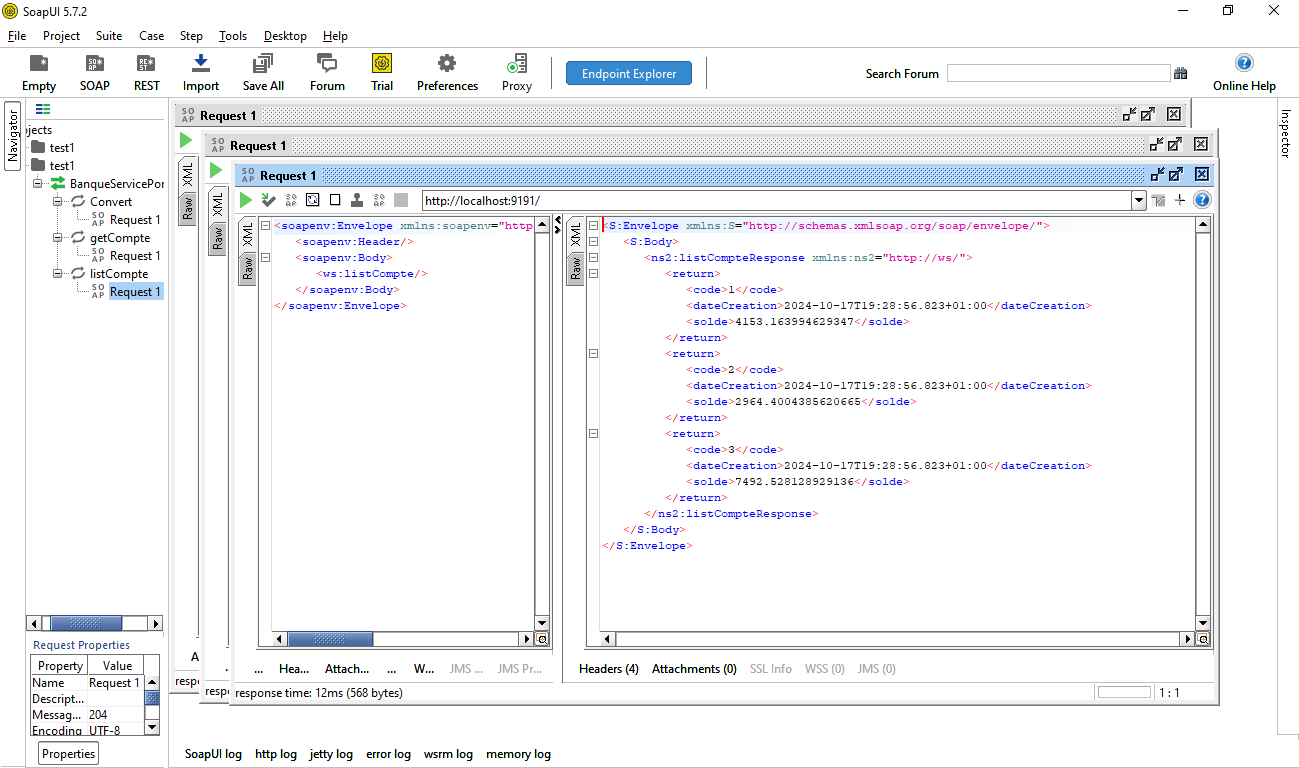 SoapUI 5.7.2
File Project Suite Case Step Tools Desktop Help
Empty SOAP REST Import Save All Forum Trial Preferences Proxy Endpoint Explorer Search Forum Online Help
Navigator
Inspector
jects
test1
test1
BanqueServicePor
Convert
Request 1
getCompte
Request 1
listCompte
Request 1
Request 1
Request 1
Request 1
XML
Raw
XML
Raw
http://localhost:9191/
XML
Raw
<soapenv:Envelope xmlns:soapenv="http
<soapenv:Header/>
<soapenv:Body>
<ws:listCompte/>
</soapenv:Body>
</soapenv:Envelope>
XML
Raw
<S:Envelope xmlns:S="http://schemas.xmlsoap.org/soap/envelope/">
<S:Body>
<ns2:listCompteResponse xmlns:ns2="http://ws/">
<return>
<code>1</code>
<dateCreation>2024-10-17T19:28:56.823+01:00</dateCreation>
<solde>4153.163994629347</solde>
</return>
<return>
<code>2</code>
<dateCreation>2024-10-17T19:28:56.823+01:00</dateCreation>
<solde>2964.4004385620665</solde>
</return>
<return>
<code>3</code>
<dateCreation>2024-10-17T19:28:56.823+01:00</dateCreation>
<solde>7492.528128929136</solde>
</return>
</ns2:listCompteResponse>
</S:Body>
</S:Envelope>
Request Properties
Property Value
Name Request 1
Descript...
Messag... 204
Encoding UTF-8
Properties
A
respo
respo
... Hea... Attach... ... W... JMS ... JMS Pr...
Headers (4) Attachments (0) SSL Info WSS (0) JMS (0)
response time: 12ms (568 bytes)
1 : 1
SoapUI log http log jetty log error log wsrm log memory log